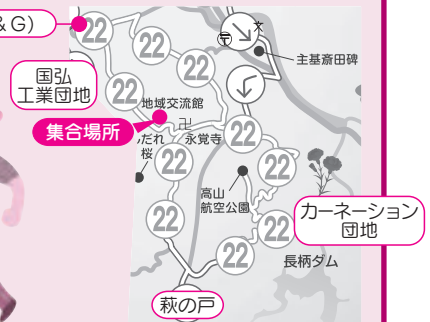 & G)
22
文
〒
22
主基斎田碑
22
国弘
工業団地
22
地域交流館
集合場所
卍
だれ
桜
永覚寺
22
22
22
高山
航空公園
22
22
カーネーション
団地
22
長柄ダム
萩の戸